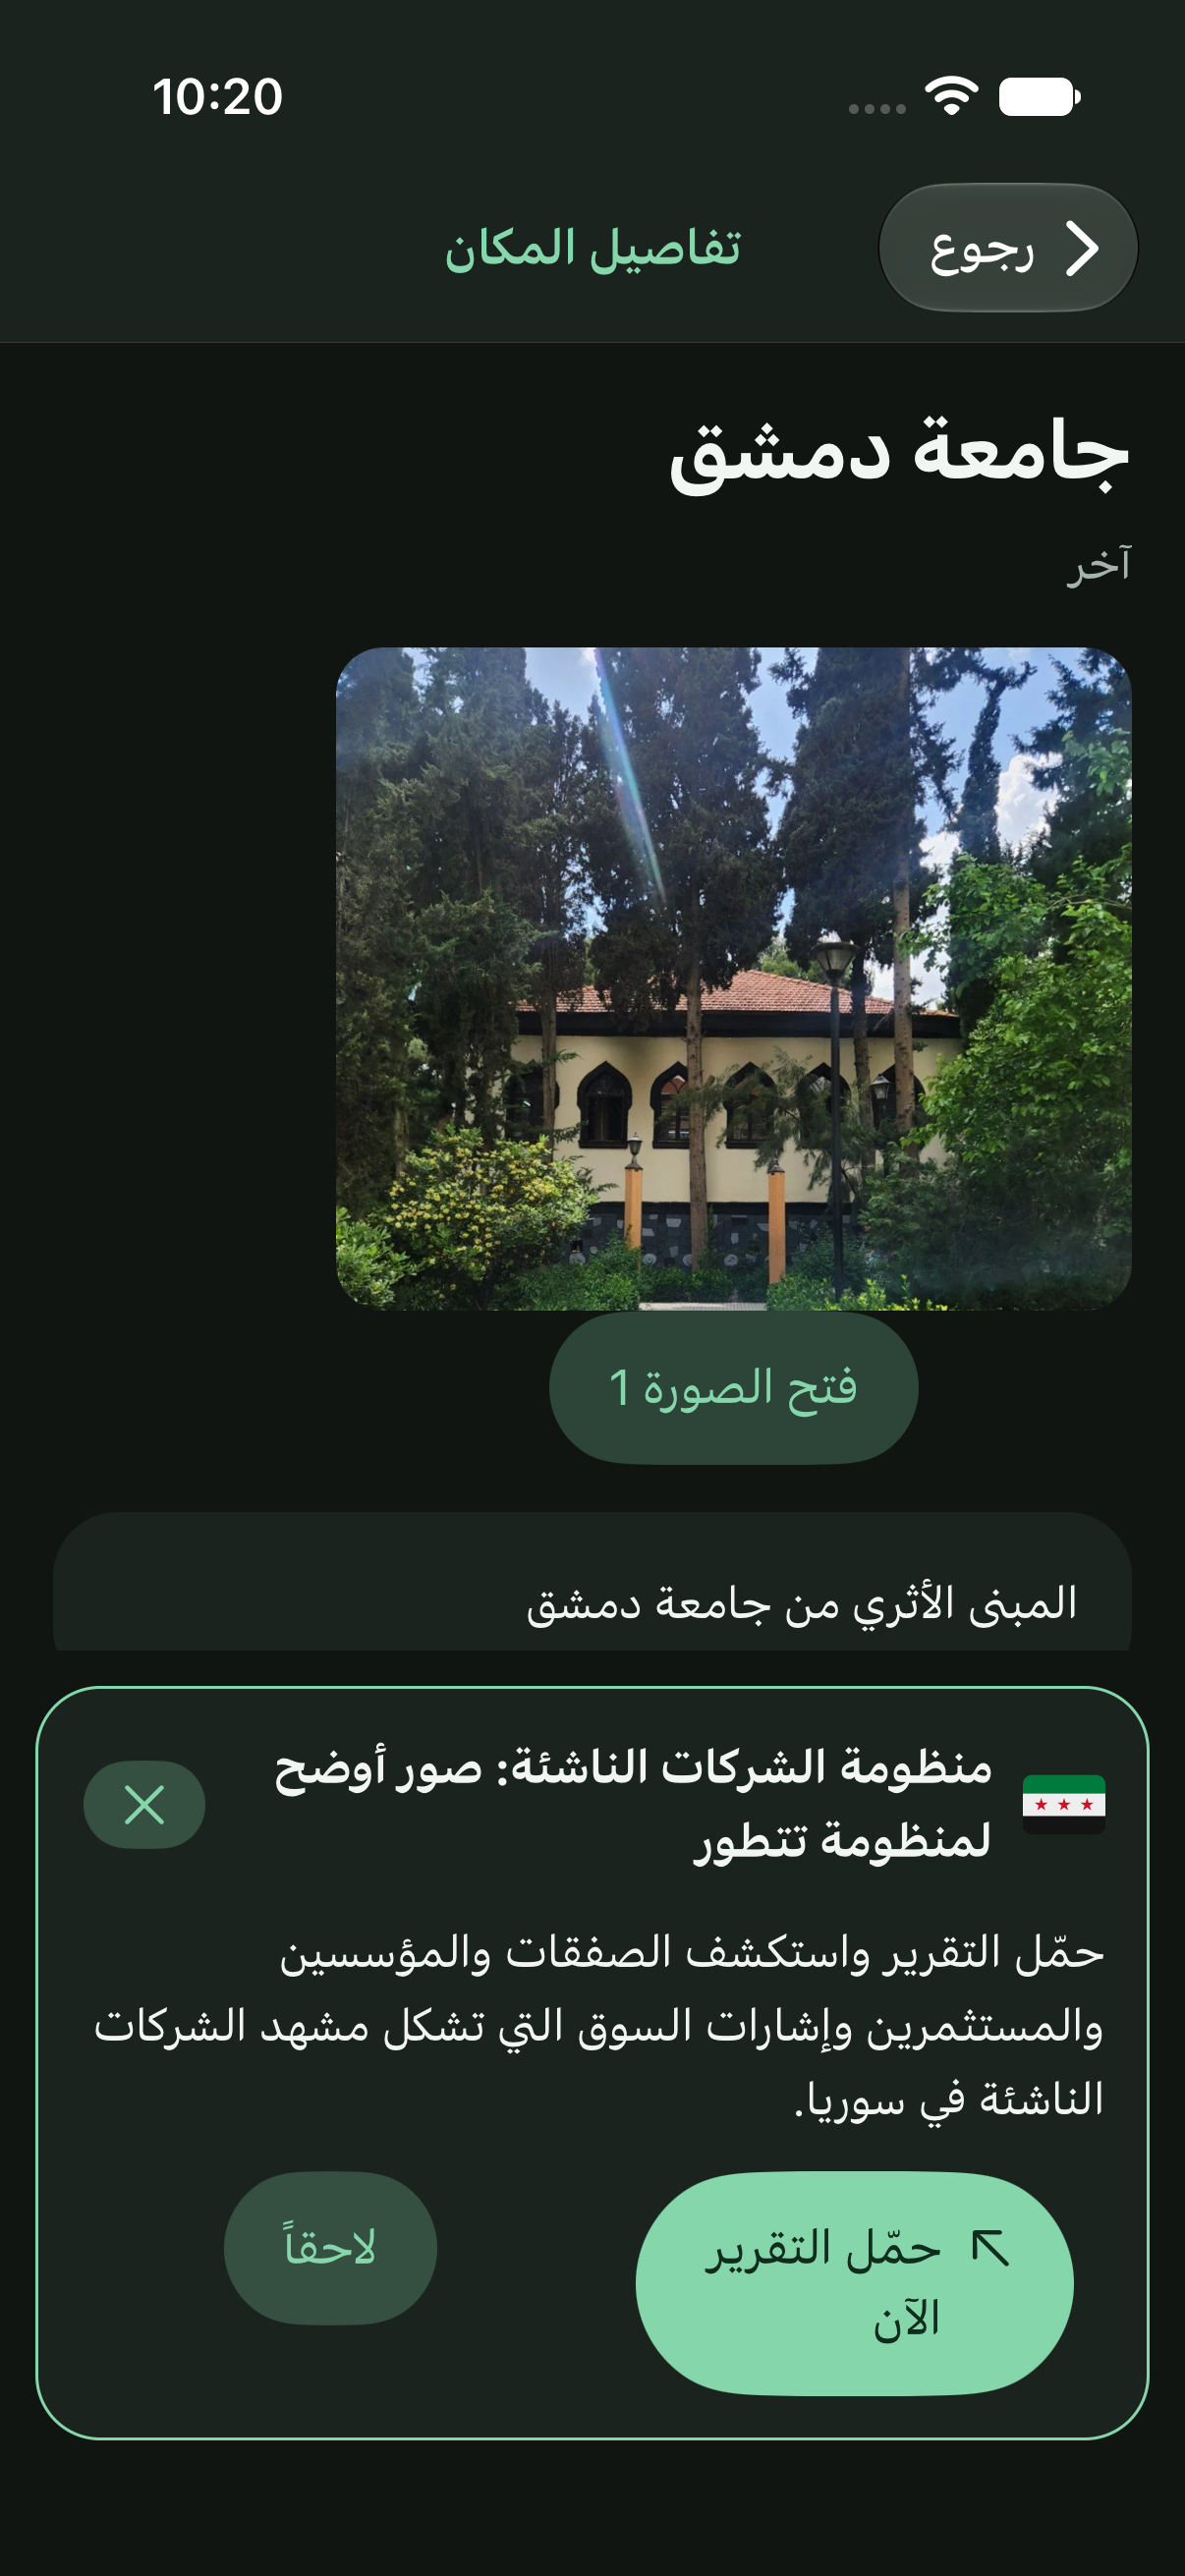 10:20
رجوع
تفاصيل المكان
جامعة دمشق
آخر
فتح الصورة 1
المبنى الأثري من جامعة دمشق
منظومة الشركات الناشئة: صور أوضح
لمنظومة تتطور
حمّل التقرير واستكشف الصفقات والمؤسسين
والمستثمرين وإشارات السوق التي تشكل مشهد الشركات
الناشئة في سوريا.
حمّل التقرير
الآن
لاحقاً